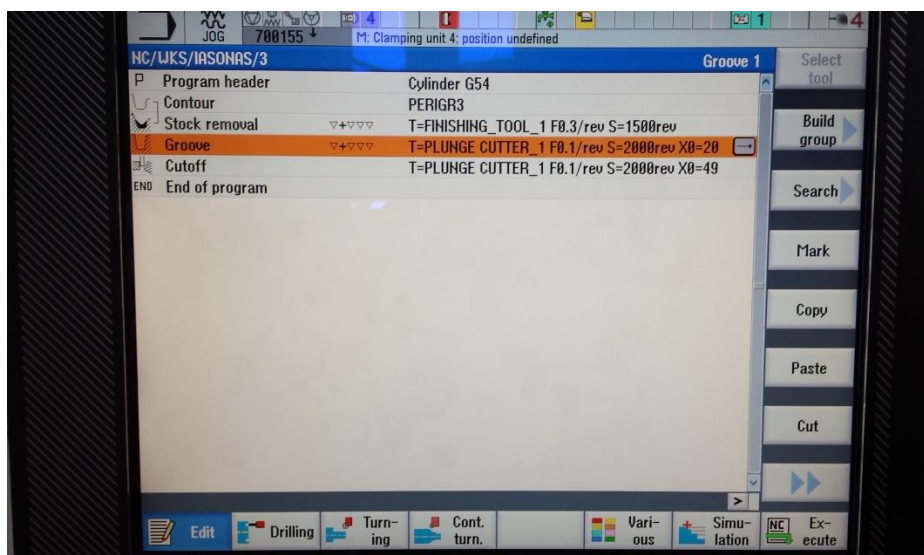 4 1 4
JOG 700155 M: Clamping unit 4: position undefined
NC/WKS/IASONAS/3 Groove 1
P Program header Cylinder G54
Contour PERIGR3
Stock removal ▽+▽▽▽ T=FINISHING_TOOL_1 F0.3/rev S=1500rev
Groove ▽+▽▽▽ T=PLUNGE CUTTER_1 F0.1/rev S=2000rev X0=20
Cutoff T=PLUNGE CUTTER_1 F0.1/rev S=2000rev X0=49
END End of program
Select
tool
Build
group
Search
Mark
Copy
Paste
Cut
Edit
Drilling
Turn-
ing
Cont.
turn.
Vari-
ous
Simu-
lation
NC Ex-
ecute